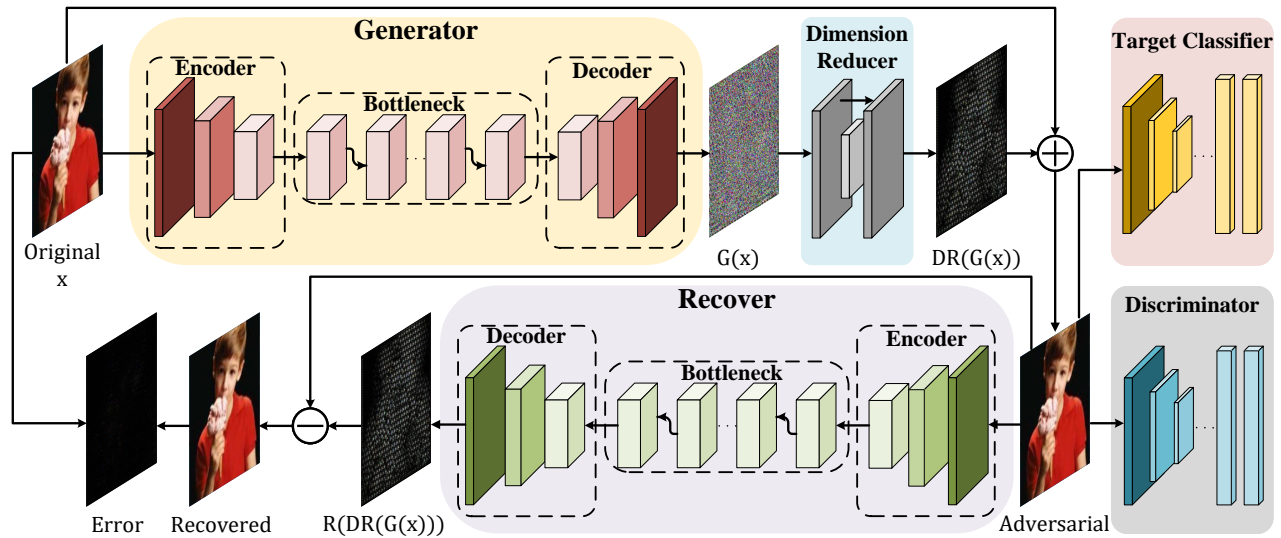 Generator
Encoder
Bottleneck
Decoder
Dimension
Reducer
Target Classifier
Original
x
G(x)
DR(G(x))
Recover
Decoder
Bottleneck
Encoder
Discriminator
Error
Recovered
R(DR(G(x)))
Adversarial